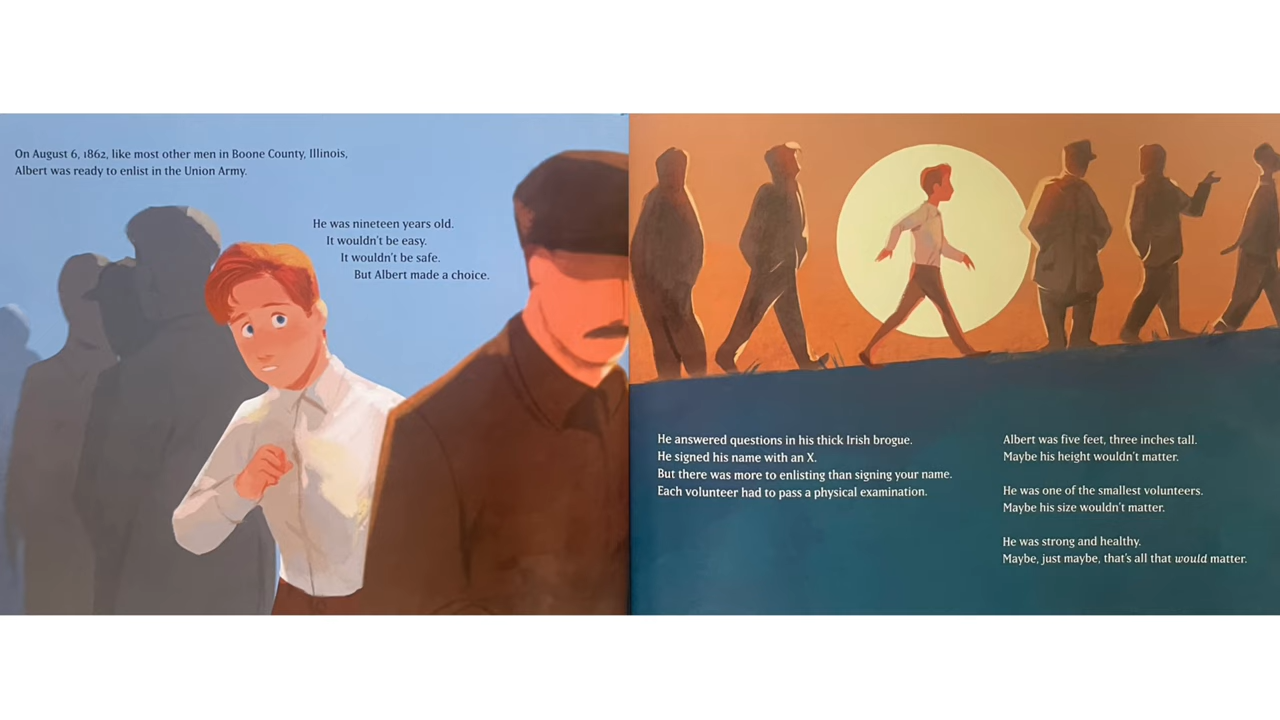 On August 6, 1862, like most other men in Boone County, Illinois,
Albert was ready to enlist in the Union Army.
He was nineteen years old.
It wouldn't be easy.
It wouldn't be safe.
But Albert made a choice.
He answered questions in his thick Irish brogue.
He signed his name with an X.
But there was more to enlisting than signing your name.
Each volunteer had to pass a physical examination.
Albert was five feet, three inches tall.
Maybe his height wouldn't matter.
He was one of the smallest volunteers.
Maybe his size wouldn't matter.
He was strong and healthy.
Maybe, just maybe, that's all that would matter.